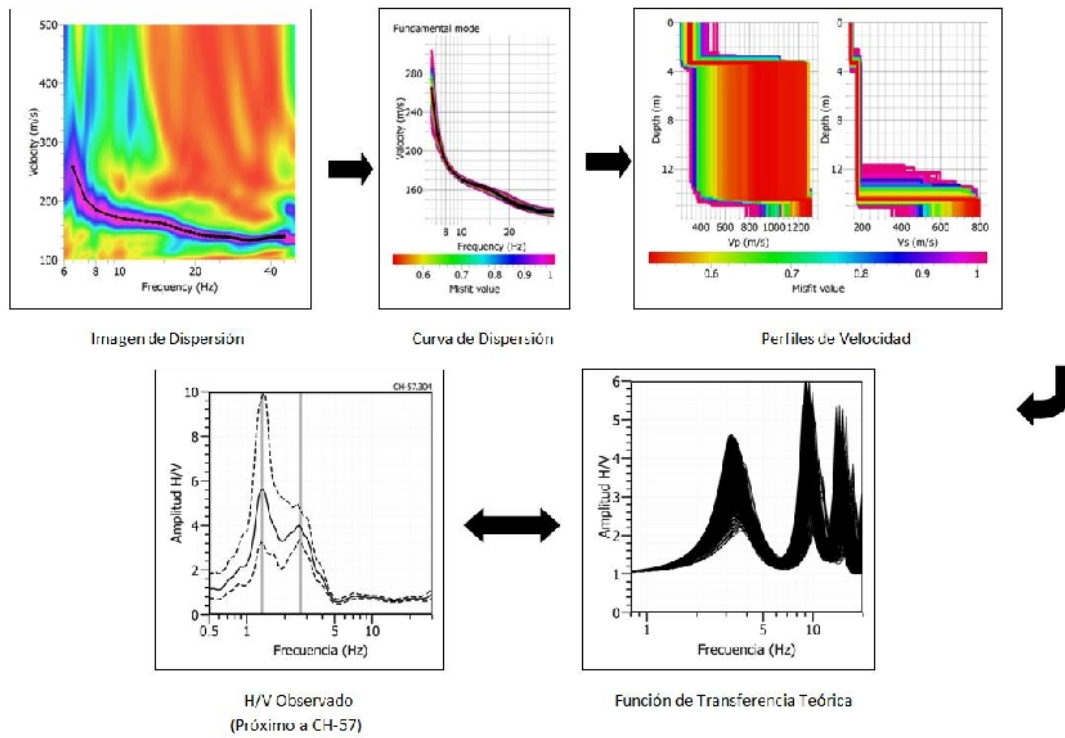 500
400
300
200
100
Velocity (m/s)
6 8 10 20 40
Frequency (Hz)
Imagen de Dispersión
Fundamental mode
280
240
200
160
Velocity (m/s)
8 10 20
Frequency (Hz)
0.6 0.7 0.8 0.9 1
Misfit value
Curva de Dispersión
0
4
8
12
Depth (m)
400 600 800 1000 1200
Vp (m/s)
0
4
8
12
Depth (m)
200 400 600 800
Vs (m/s)
0.6 0.7 0.8 0.9 1
Misfit value
Perfiles de Velocidad
CH-57.304
10
8
6
4
2
0
Amplitud H/V
0.5 1 10
Frecuencia (Hz)
H/V Observado
(Próximo a CH-57)
6
5
4
3
2
1
0
Amplitud H/V
1 5 10
Frecuencia (Hz)
Función de Transferencia Teórica